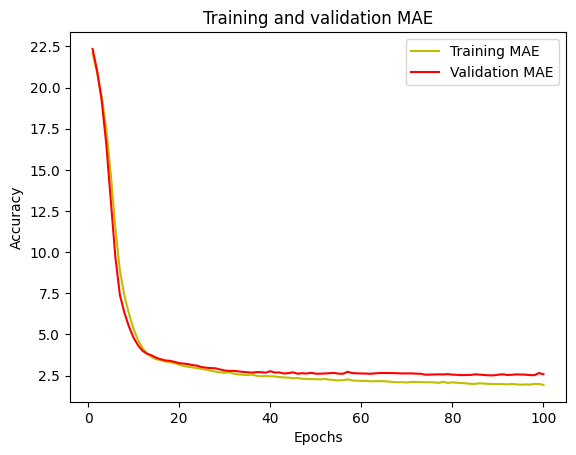 Training and validation MAE
Training MAE
Validation MAE
Accuracy
22.5
20.0
17.5
15.0
12.5
10.0
7.5
5.0
2.5
0 20 40 60 80 100
Epochs